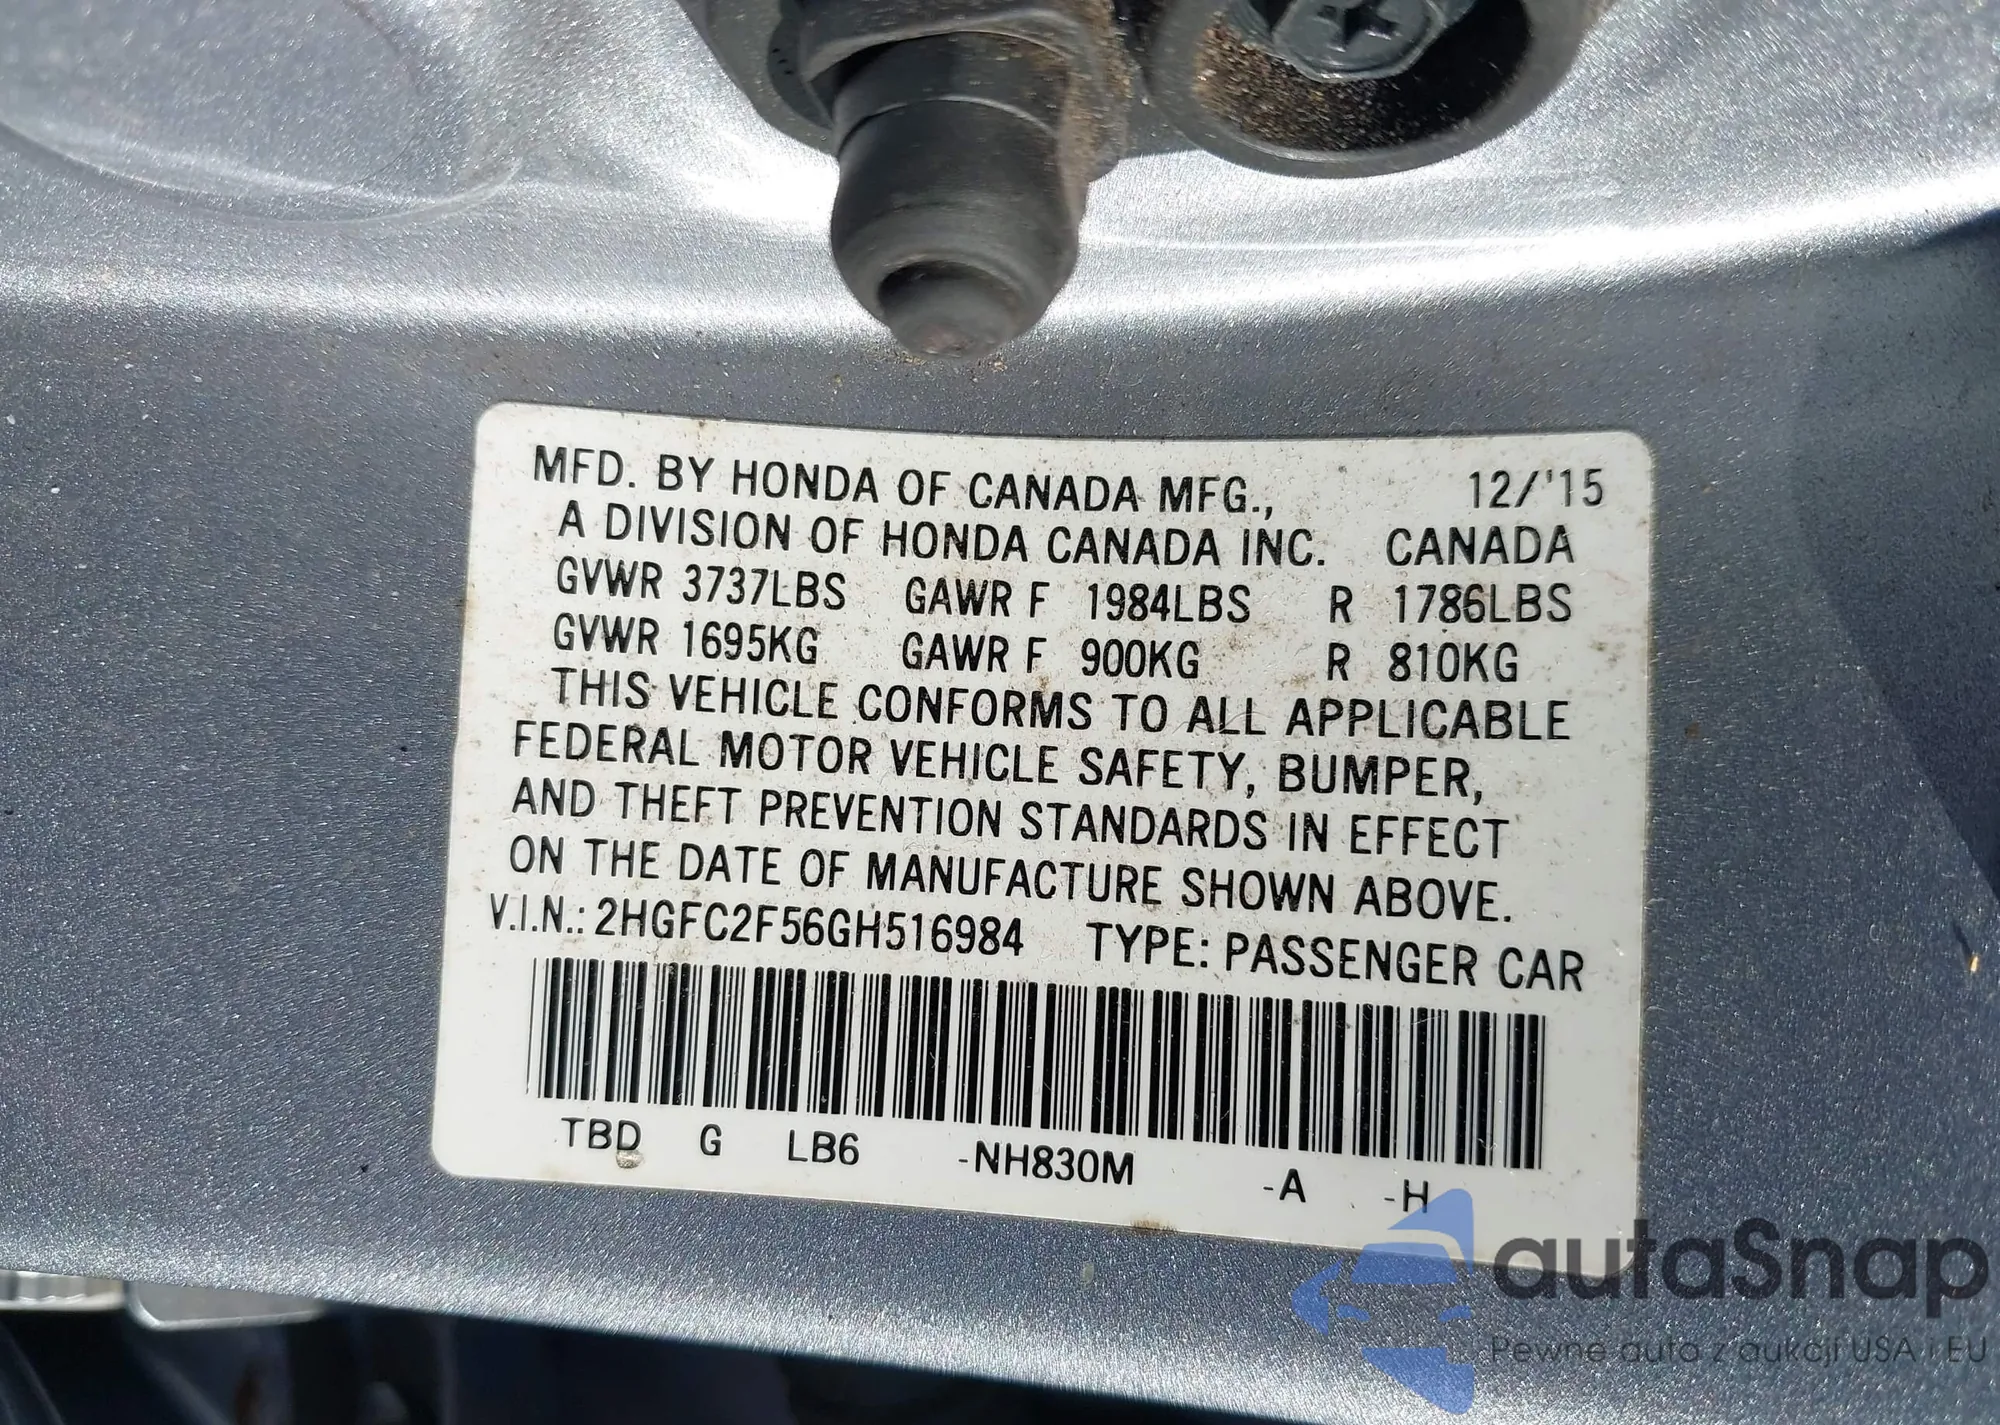 MFD. BY HONDA OF CANADA MFG., 12/'15
A DIVISION OF HONDA CANADA INC. CANADA
GVWR 3737LBS GAWR F 1984LBS R 1786LBS
GVWR 1695KG GAWR F 900KG R 810KG
THIS VEHICLE CONFORMS TO ALL APPLICABLE
FEDERAL MOTOR VEHICLE SAFETY, BUMPER,
AND THEFT PREVENTION STANDARDS IN EFFECT
ON THE DATE OF MANUFACTURE SHOWN ABOVE.
V.I.N.: 2HGFC2F56GH516984 TYPE: PASSENGER CAR
TBD G LB6 -NH830M -A -H
autaSnap
Pewne auto z aukcji USA i EU